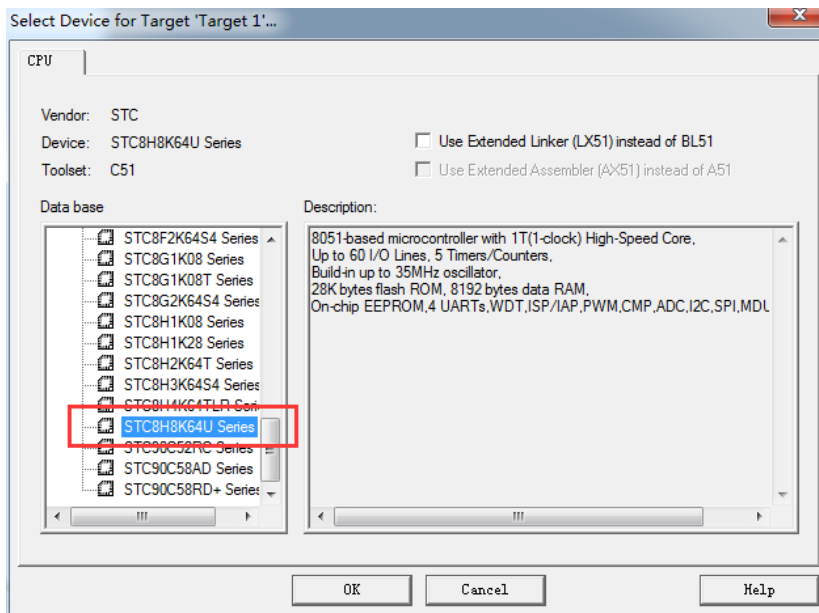 Select Device for Target 'Target 1'...
CPU
Vendor: STC
Device: STC8H8K64U Series
Toolset: C51
Use Extended Linker (LX51) instead of BL51
Use Extended Assembler (AX51) instead of A51
Data base
STC8F2K64S4 Series
STC8G1K08 Series
STC8G1K08T Series
STC8G2K64S4 Series
STC8H1K08 Series
STC8H1K28 Series
STC8H2K64T Series
STC8H3K64S4 Series
STC8H4K64TLR Seri
STC8H8K64U Series
STC90C52RC Series
STC90C58AD Series
STC90C58RD+ Series
Description:
8051-based microcontroller with 1T(1-clock) High-Speed Core,
Up to 60 I/O Lines, 5 Timers/Counters,
Build-in up to 35MHz oscillator,
28K bytes flash ROM, 8192 bytes data RAM,
On-chip EEPROM,4 UARTs,WDT,ISP/IAP,PWM,CMP,ADC,I2C,SPI,MDU
OK
Cancel
Help